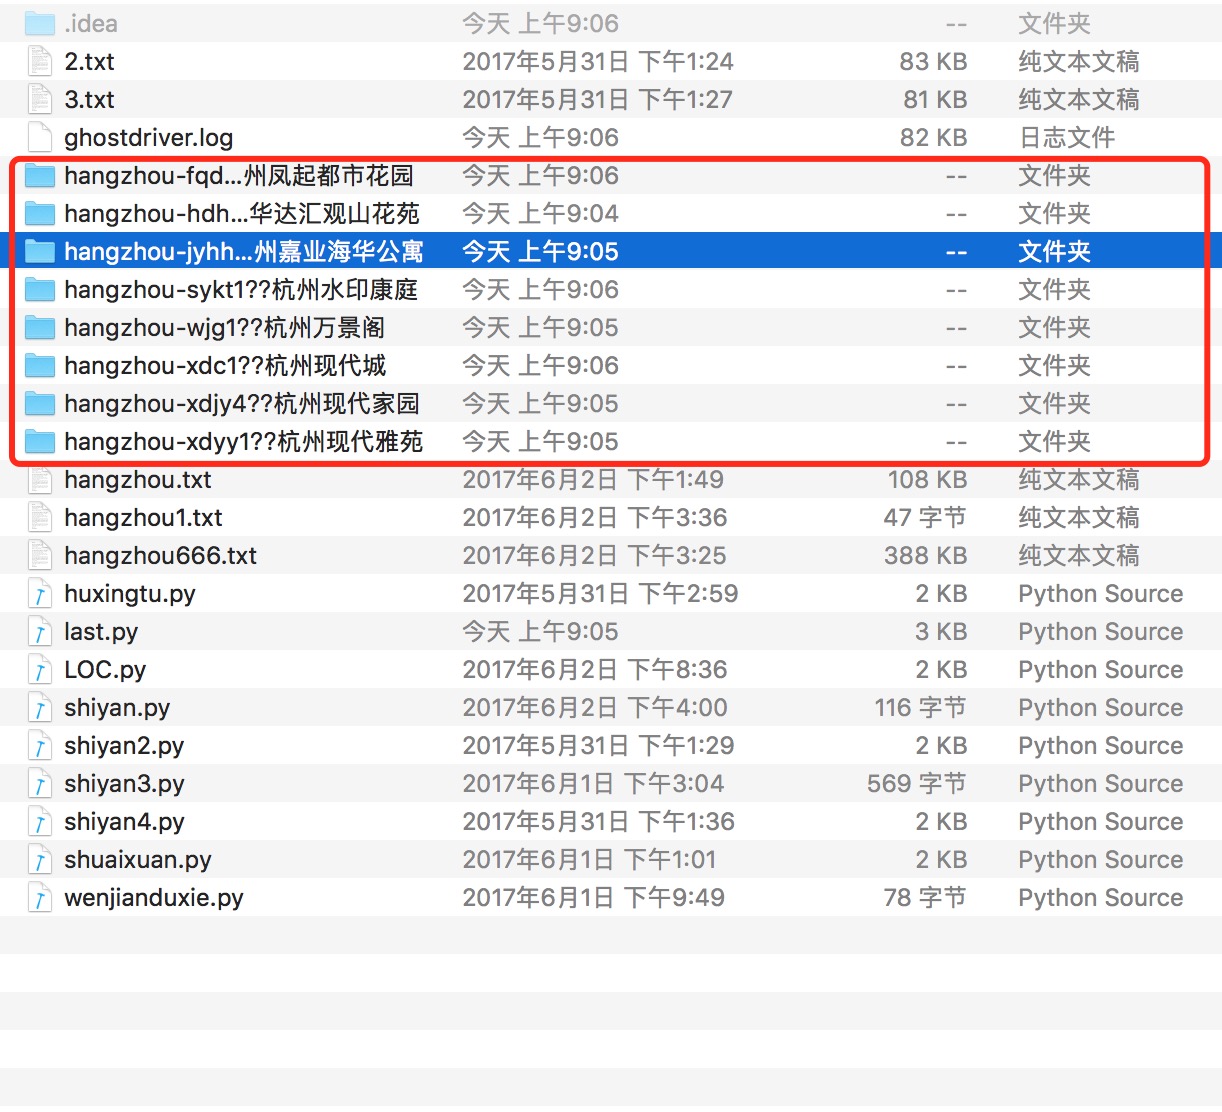 .idea 今天 上午9:06 -- 文件夹
2.txt 2017年5月31日 下午1:24 83 KB 纯文本文稿
3.txt 2017年5月31日 下午1:27 81 KB 纯文本文稿
ghostdriver.log 今天 上午9:06 82 KB 日志文件
hangzhou-fqd...州凤起都市花园 今天 上午9:06 -- 文件夹
hangzhou-hdh...华达汇观山花苑 今天 上午9:04 -- 文件夹
hangzhou-jyhh...州嘉业海华公寓 今天 上午9:05 -- 文件夹
hangzhou-sykt1??杭州水印康庭 今天 上午9:06 -- 文件夹
hangzhou-wjg1??杭州万景阁 今天 上午9:05 -- 文件夹
hangzhou-xdc1??杭州现代城 今天 上午9:06 -- 文件夹
hangzhou-xdjy4??杭州现代家园 今天 上午9:05 -- 文件夹
hangzhou-xdyy1??杭州现代雅苑 今天 上午9:05 -- 文件夹
hangzhou.txt 2017年6月2日 下午1:49 108 KB 纯文本文稿
hangzhou1.txt 2017年6月2日 下午3:36 47 字节 纯文本文稿
hangzhou666.txt 2017年6月2日 下午3:25 388 KB 纯文本文稿
huxingtu.py 2017年5月31日 下午2:59 2 KB Python Source
last.py 今天 上午9:05 3 KB Python Source
LOC.py 2017年6月2日 下午8:36 2 KB Python Source
shiyan.py 2017年6月2日 下午4:00 116 字节 Python Source
shiyan2.py 2017年5月31日 下午1:29 2 KB Python Source
shiyan3.py 2017年6月1日 下午3:04 569 字节 Python Source
shiyan4.py 2017年5月31日 下午1:36 2 KB Python Source
shuaixuan.py 2017年6月1日 下午1:01 2 KB Python Source
wenjianduxie.py 2017年6月1日 下午9:49 78 字节 Python Source